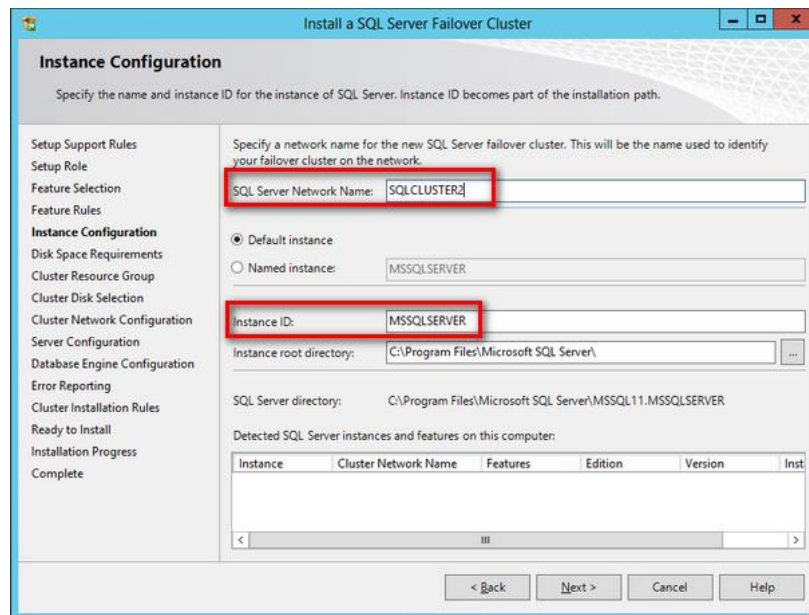 Install a SQL Server Failover Cluster
Instance Configuration
Specify the name and instance ID for the instance of SQL Server. Instance ID becomes part of the installation path.
Setup Support Rules
Setup Role
Feature Selection
Feature Rules
Instance Configuration
Disk Space Requirements
Cluster Resource Group
Cluster Disk Selection
Cluster Network Configuration
Server Configuration
Database Engine Configuration
Error Reporting
Cluster Installation Rules
Ready to Install
Installation Progress
Complete
Specify a network name for the new SQL Server failover cluster. This will be the name used to identify
your failover cluster on the network.
SQL Server Network Name: SQLCLUSTER2
Default instance
Named instance: MSSQLSERVER
Instance ID: MSSQLSERVER
Instance root directory: C:\Program Files\Microsoft SQL Server\ ...
SQL Server directory: C:\Program Files\Microsoft SQL Server\MSSQL11.MSSQLSERVER
Detected SQL Server instances and features on this computer:
Instance Cluster Network Name Features Edition Version Inst
< Back Next > Cancel Help